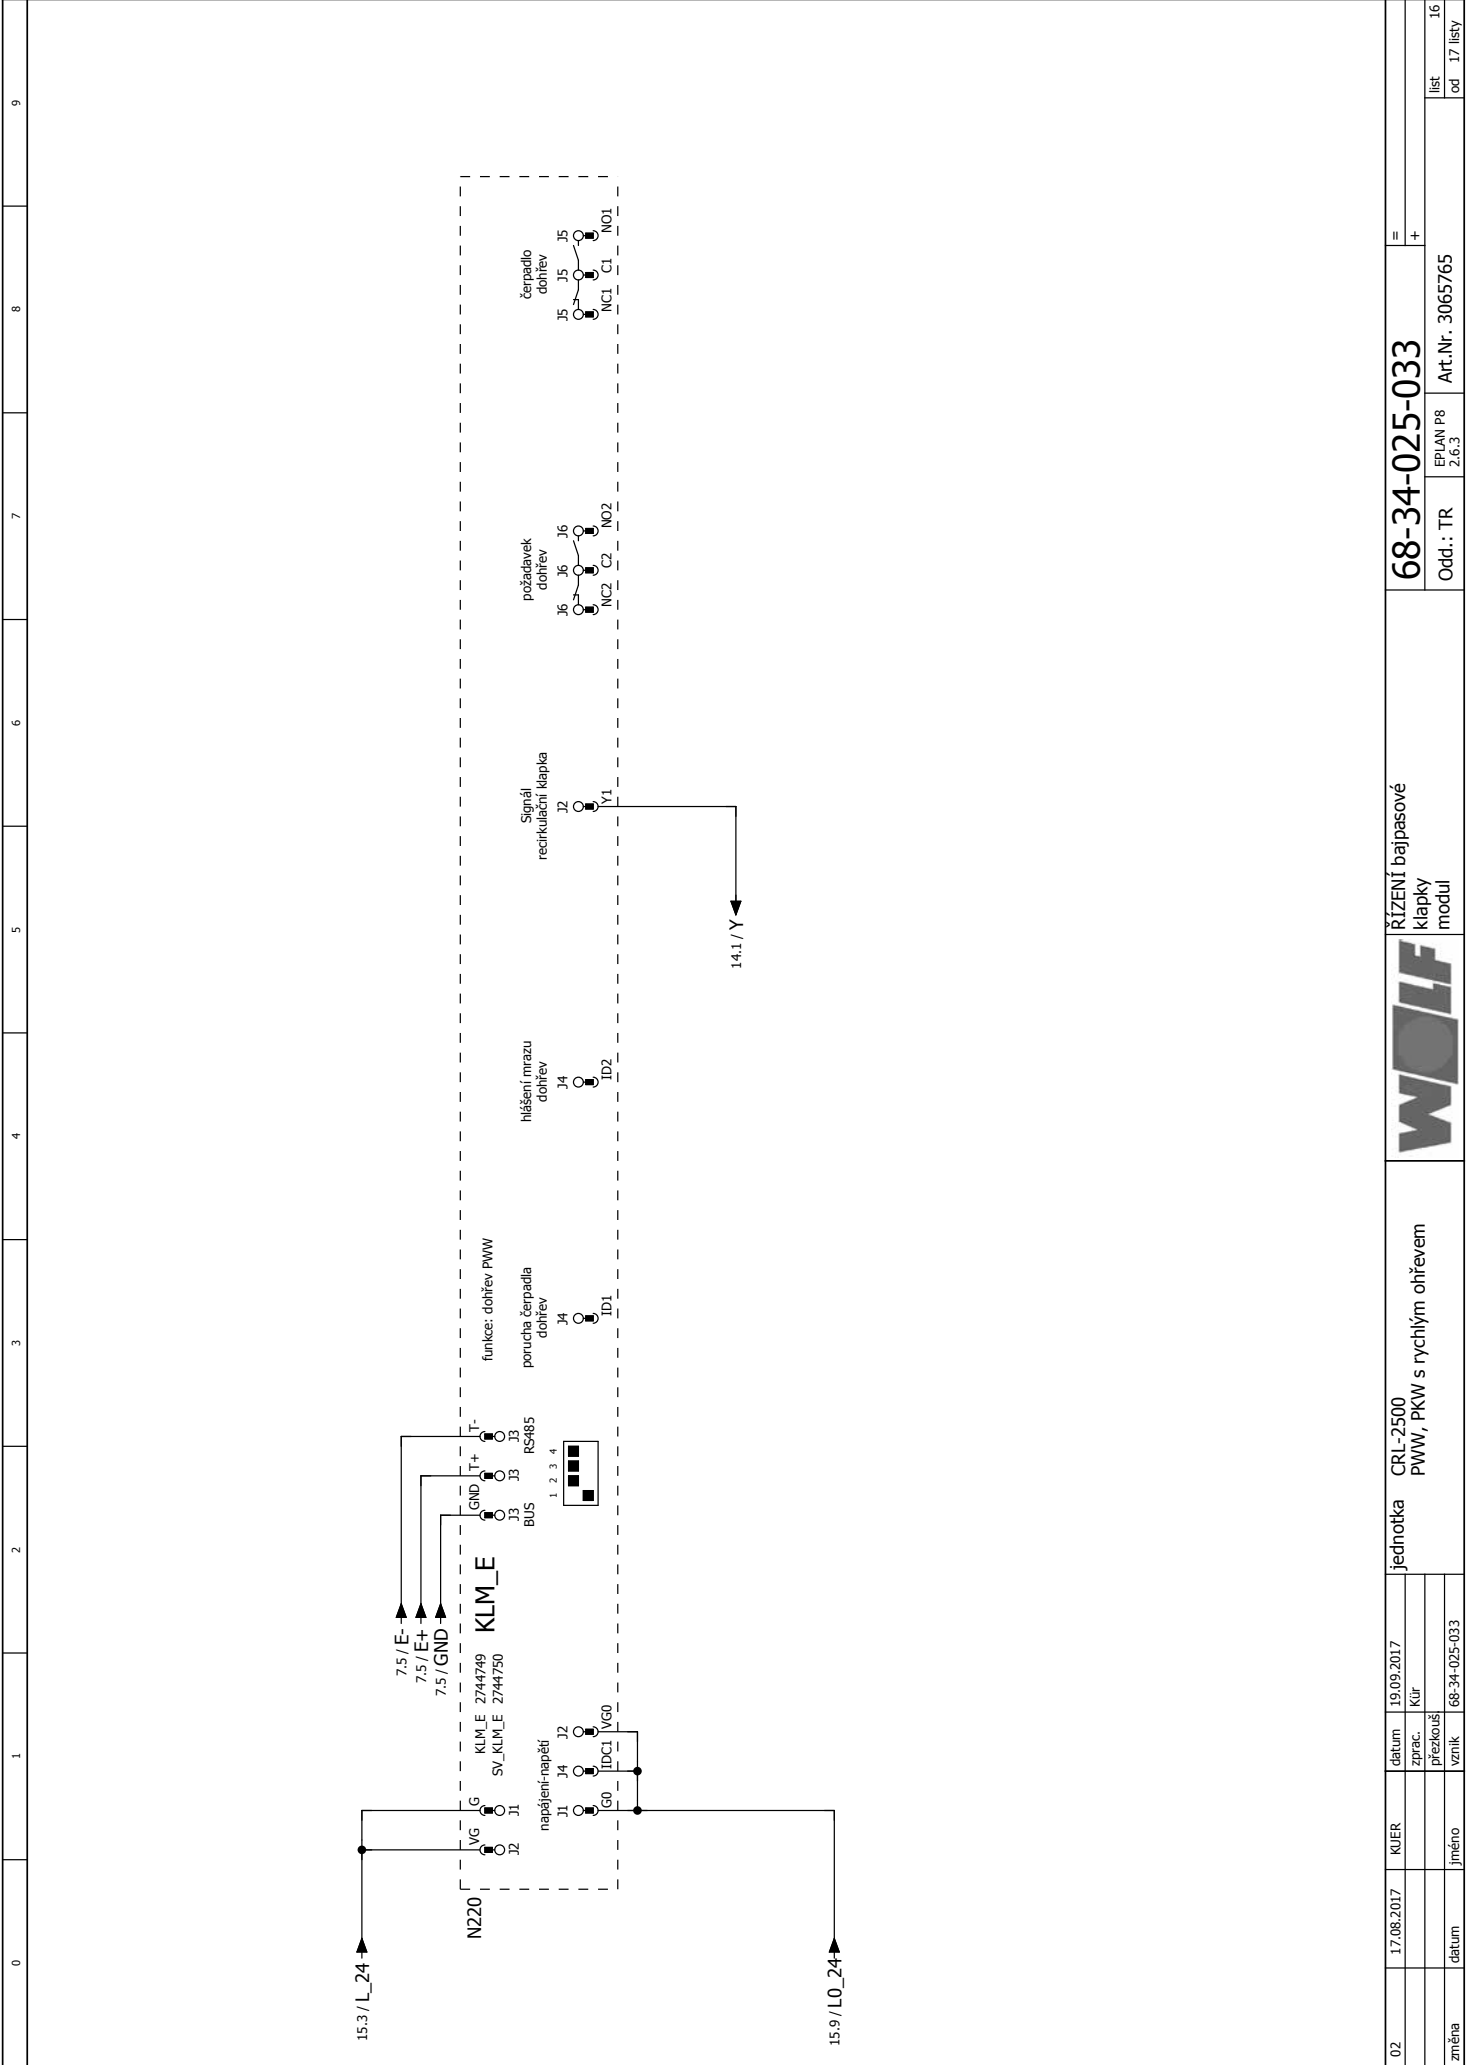 0 1 2 3 4 5 6 7 8 9
15.3 / L_24
15.9 / L0_24
7.5 / E-
7.5 / E+
7.5 / GND
N220
VG G
J2 J1
KLM_E 2744749
SV_KLM_E 2744750
KLM_E
napájení-napětí
J1 J4 J2
G0 IDC1 VG0
GND T+ T-
J3 J3 J3
BUS RS485
1 2 3 4
funkce: dohřev PWW
porucha čerpadla
dohřev
J4
ID1
hlášení mrazu
dohřev
J4
ID2
Signál
recirkulační klapka
J2
Y1
14.1 / Y
požadavek
dohřev
J6 J6 J6
NC2 C2 NO2
čerpadlo
dohřev
J5 J5 J5
NC1 C1 NO1
02 17.08.2017 KUER
změna datum jméno
datum 19.09.2017
zprac. Kür
přezkouš.
vznik 68-34-025-033
jednotka CRL-2500
PWW, PKW s rychlým ohřevem
WOLF
ŘÍZENÍ bajpasové
klapky
modul
68-34-025-033
Odd.: TR
EPLAN P8
2.6.3
Art.Nr. 3065765
=
+
list 16
od 17 listy